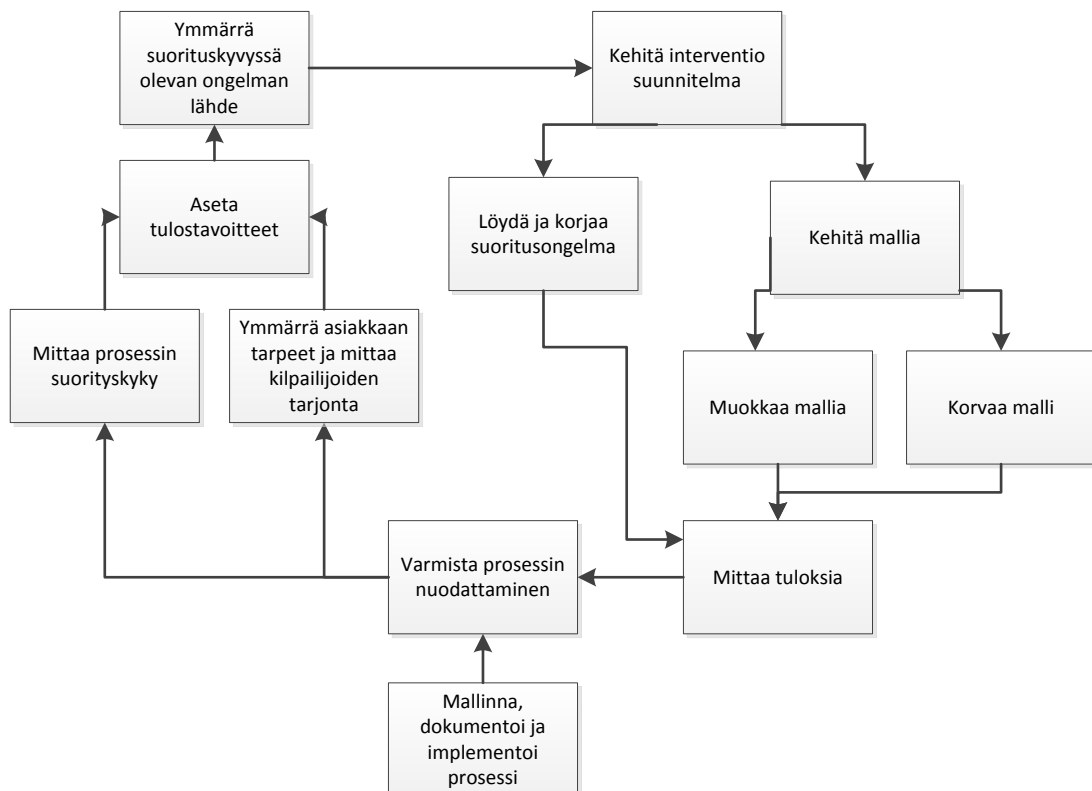 Ymmärrä
suorituskyvyssä
olevan ongelman
lähde
Kehitä interventio
suunnitelma
Aseta
tulostavoitteet
Löydä ja korjaa
suoritusongelma
Kehitä mallia
Mittaa prosessin
suorityskyky
Ymmärrä asiakkaan
tarpeet ja mittaa
kilpailijoiden
tarjonta
Muokkaa mallia
Korvaa malli
Varmista prosessin
nuodattaminen
Mittaa tuloksia
Mallinna,
dokumentoi ja
implementoi
prosessi